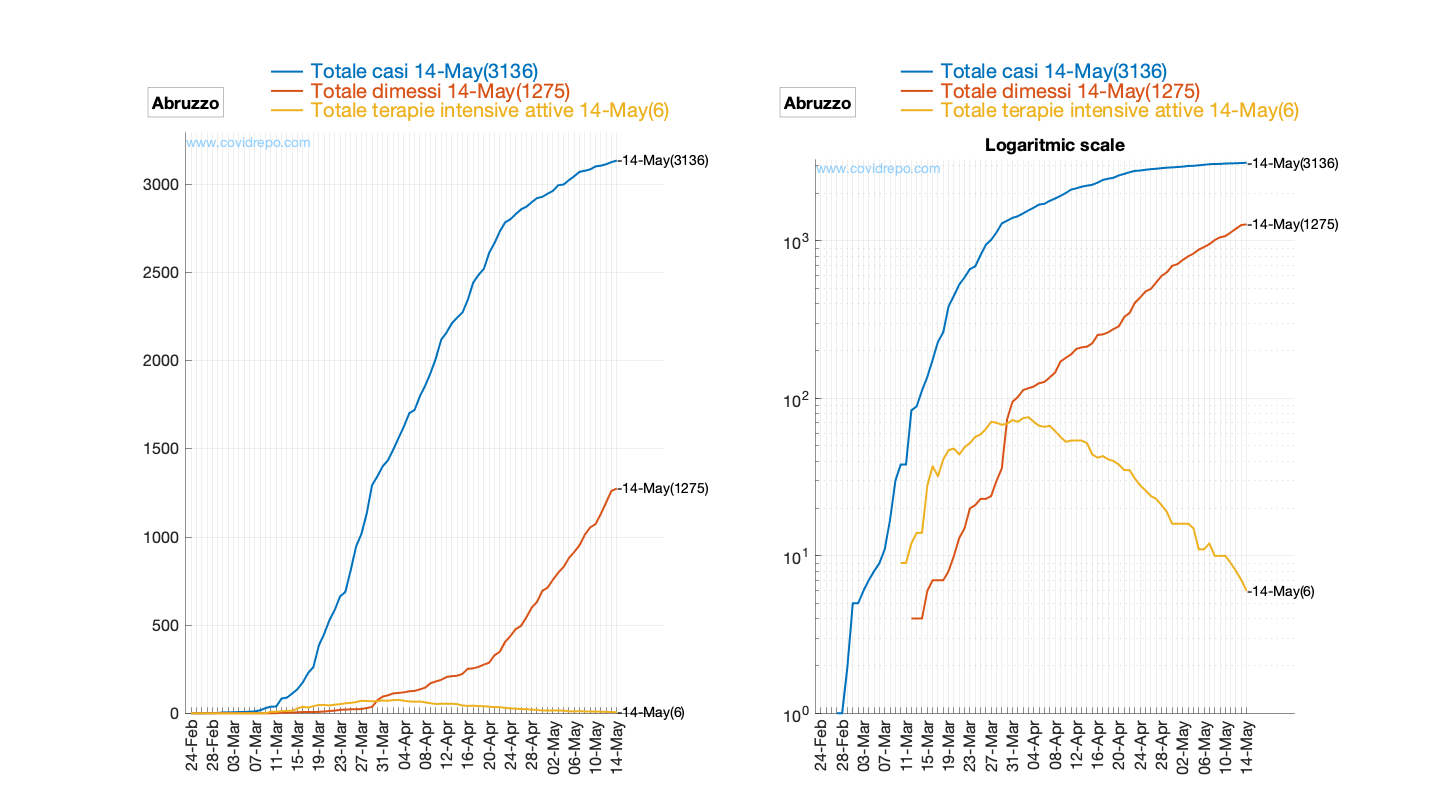 Totale casi 14-May(3136)
Totale dimessi 14-May(1275)
Totale terapie intensive attive 14-May(6)
Abruzzo
www.covidrepo.com
-14-May(3136)
3000
2500
2000
1500
-14-May(1275)
1000
500
0
-14-May(6)
24-Feb
28-Feb
03-Mar
07-Mar
11-Mar
15-Mar
19-Mar
23-Mar
27-Mar
31-Mar
04-Apr
08-Apr
12-Apr
16-Apr
20-Apr
24-Apr
28-Apr
02-May
06-May
10-May
14-May
Totale casi 14-May(3136)
Totale dimessi 14-May(1275)
Totale terapie intensive attive 14-May(6)
Abruzzo
Logaritmic scale
www.covidrepo.com
-14-May(3136)
-14-May(1275)
10^3
10^2
10^1
-14-May(6)
10^0
24-Feb
28-Feb
03-Mar
07-Mar
11-Mar
15-Mar
19-Mar
23-Mar
27-Mar
31-Mar
04-Apr
08-Apr
12-Apr
16-Apr
20-Apr
24-Apr
28-Apr
02-May
06-May
10-May
14-May